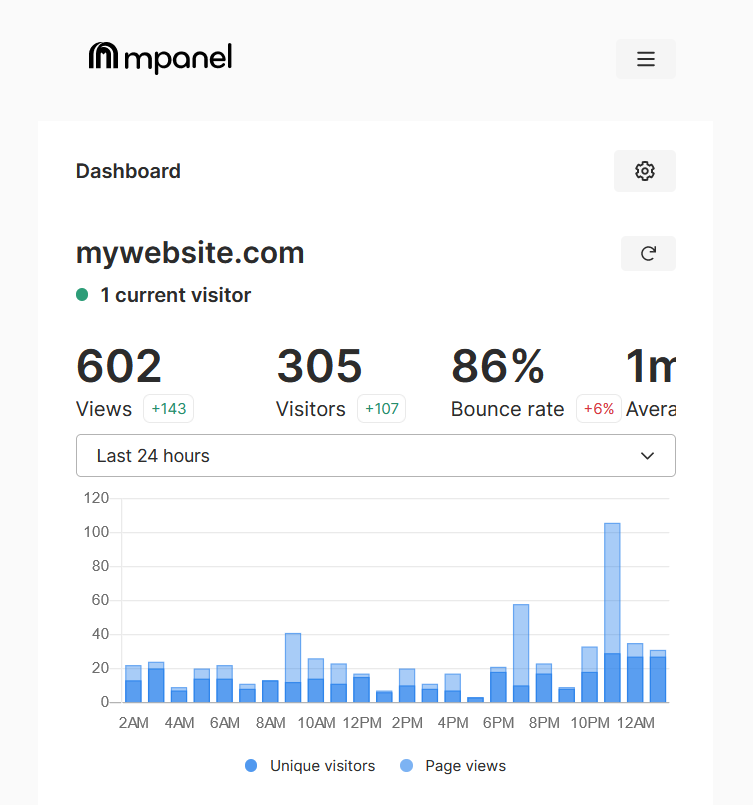 mpanel
Dashboard
mywebsite.com
1 current visitor
602 305 86% 1m
Views +143 Visitors +107 Bounce rate +6% Avera
Last 24 hours
120
100
80
60
40
20
0
2AM 4AM 6AM 8AM 10AM 12PM 2PM 4PM 6PM 8PM 10PM 12AM
Unique visitors Page views